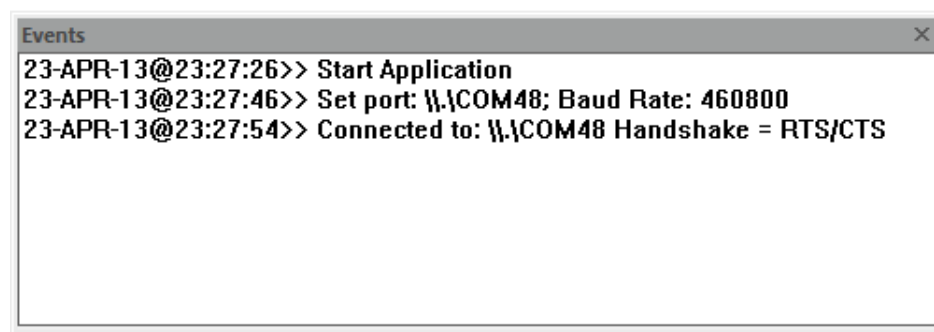 Events
23-APR-13@23:27:26>> Start Application
23-APR-13@23:27:46>> Set port: \\.\COM48; Baud Rate: 460800
23-APR-13@23:27:54>> Connected to: \\.\COM48 Handshake = RTS/CTS